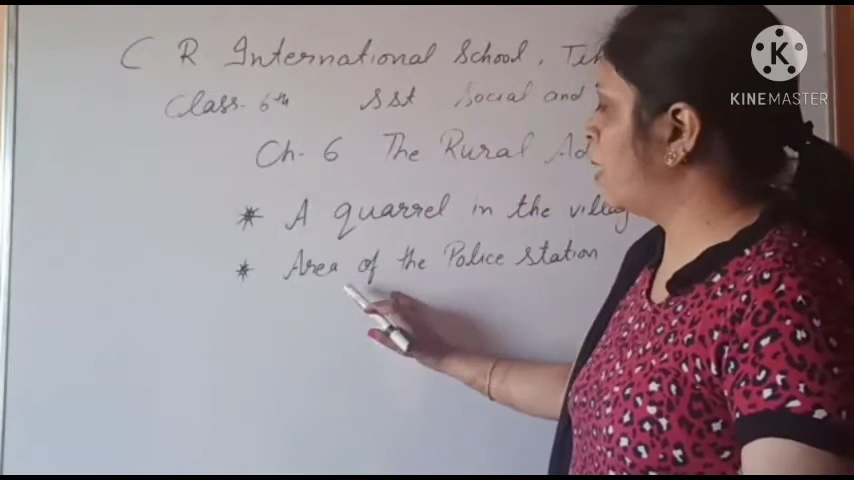 C R International School, Teh
Class- 6th SST Social and
Ch- 6 The Rural Ad
* A quarrel in the villag
* Area of the Police station
K
KINEMASTER